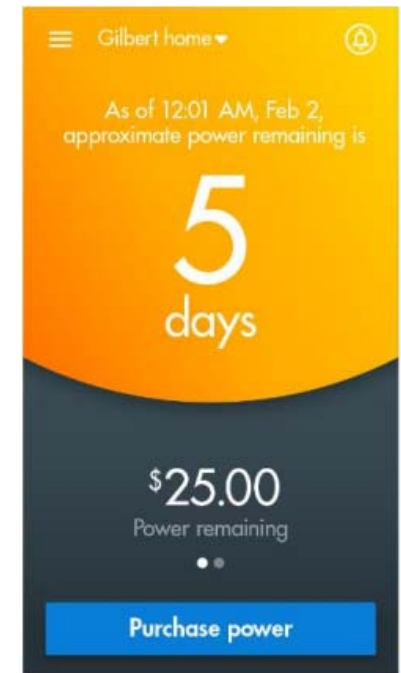 Gilbert home
As of 12:01 AM, Feb 2,
approximate power remaining is
5
days
$25.00
Power remaining
Purchase power